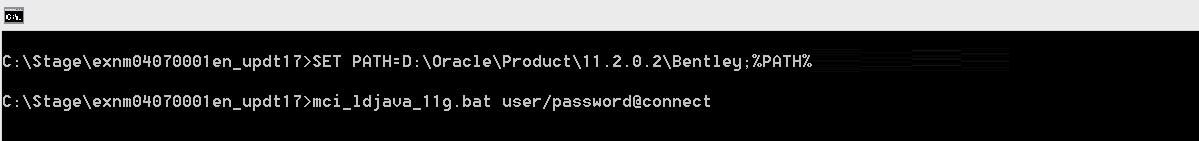 C:\Stage\exnm04070001en_updt17>SET PATH=D:\Oracle\Product\11.2.0.2\Bentley;%PATH%
C:\Stage\exnm04070001en_updt17>mci_ldjava_11g.bat user/password@connect